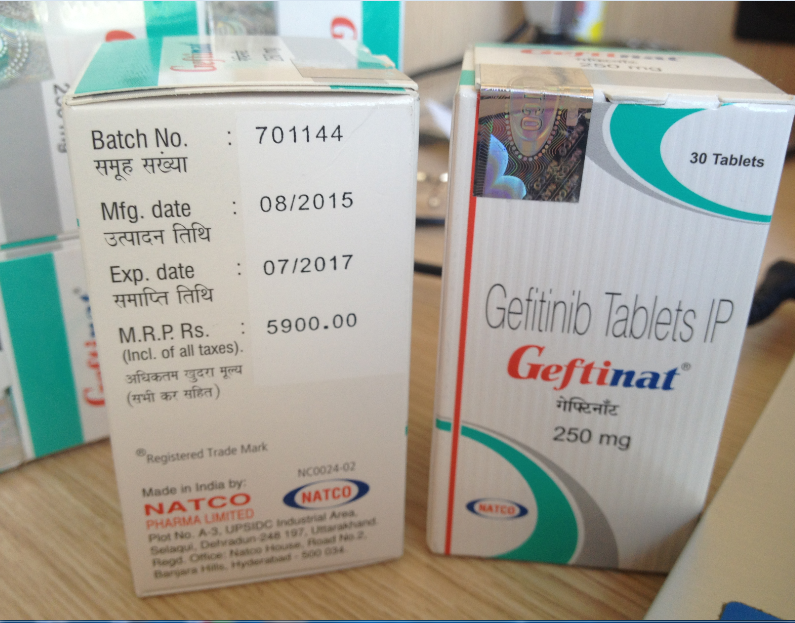 Batch No. : 701144
समूह सख्या
Mfg. date : 08/2015
उत्पादन तिथि
Exp. date : 07/2017
समाप्ति तिथि
M.R.P. Rs. : 5900.00
(Incl. of all taxes).
अधिकतम खुदरा मूल्य
(सभी कर सहित)
®Registered Trade Mark
NC0024-02
Made in India by:
NATCO
PHARMA LIMITED
NATCO
Plot No. A-3, UPSIDC Industrial Area,
Selaqui, Dehradun-248 197, Uttarakhand.
Regd. Office: Natco House, Road No.2,
Banjara Hills, Hyderabad - 500 034.
Geftinat
250 mg
30 Tablets
Gefitinib Tablets IP
Geftinat®
गेफ्टिनॅट
250 mg
NATCO